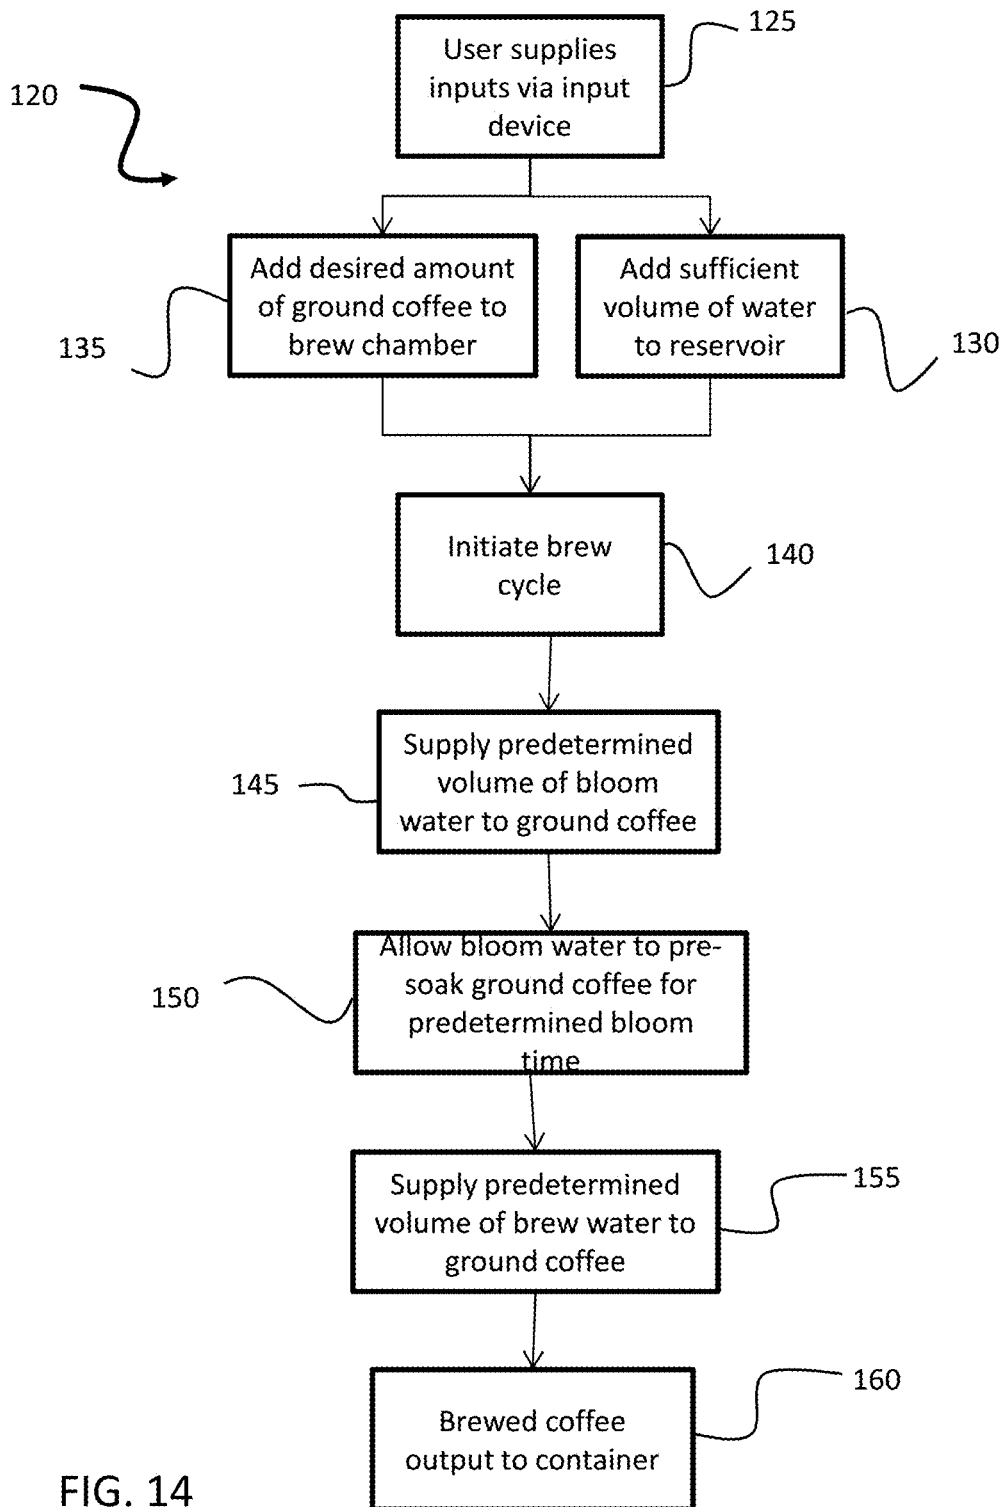 125
User supplies
inputs via input
device
120
Add desired amount
of ground coffee to
brew chamber
135
Add sufficient
volume of water
to reservoir
130
Initiate brew
cycle
140
Supply predetermined
volume of bloom
water to ground coffee
145
Allow bloom water to pre-
soak ground coffee for
predetermined bloom
time
150
Supply predetermined
volume of brew water to
ground coffee
155
Brewed coffee
output to container
160
FIG. 14